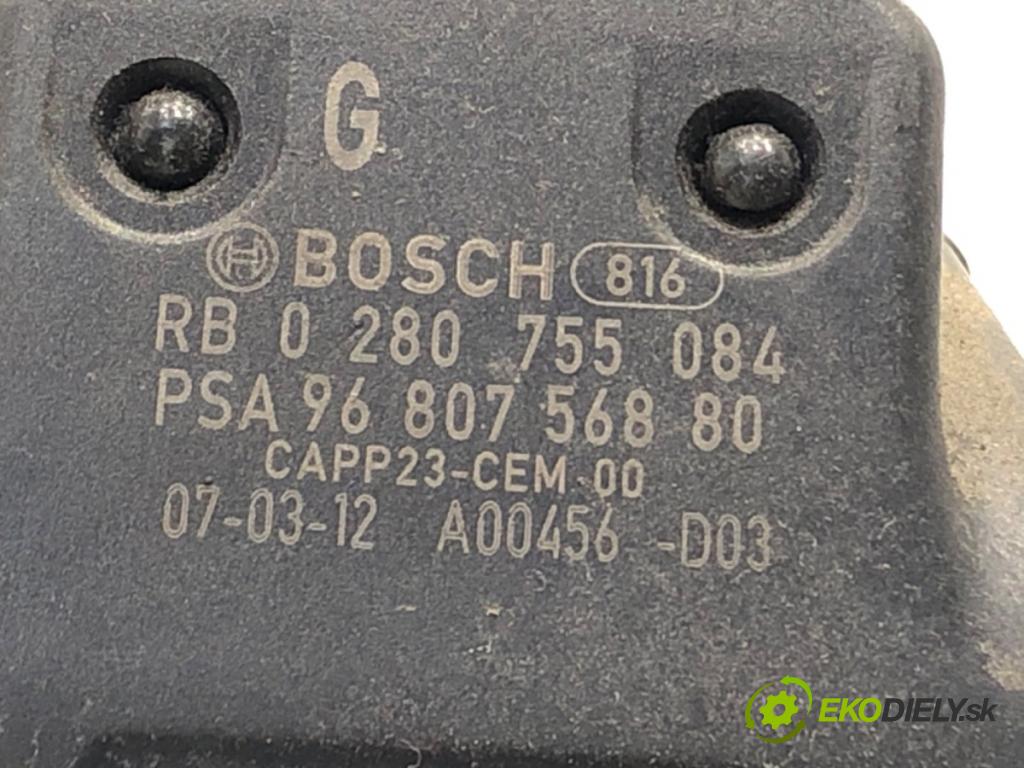 G
BOSCH 816
RB 0 280 755 084
PSA 96 807 568 80
CAPP23-CEM-00
07-03-12 A00456 -D03
EKODIELY.sk